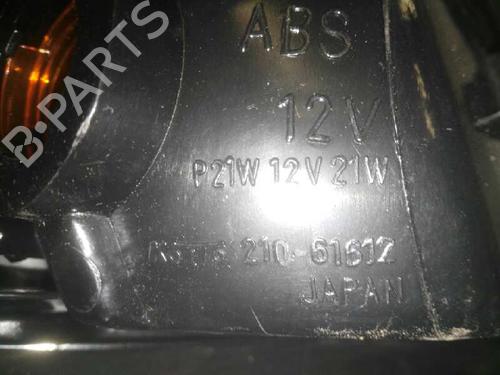 B-PARTS
ABS
12V
P21W 12V 21W
210-61612
JAPAN